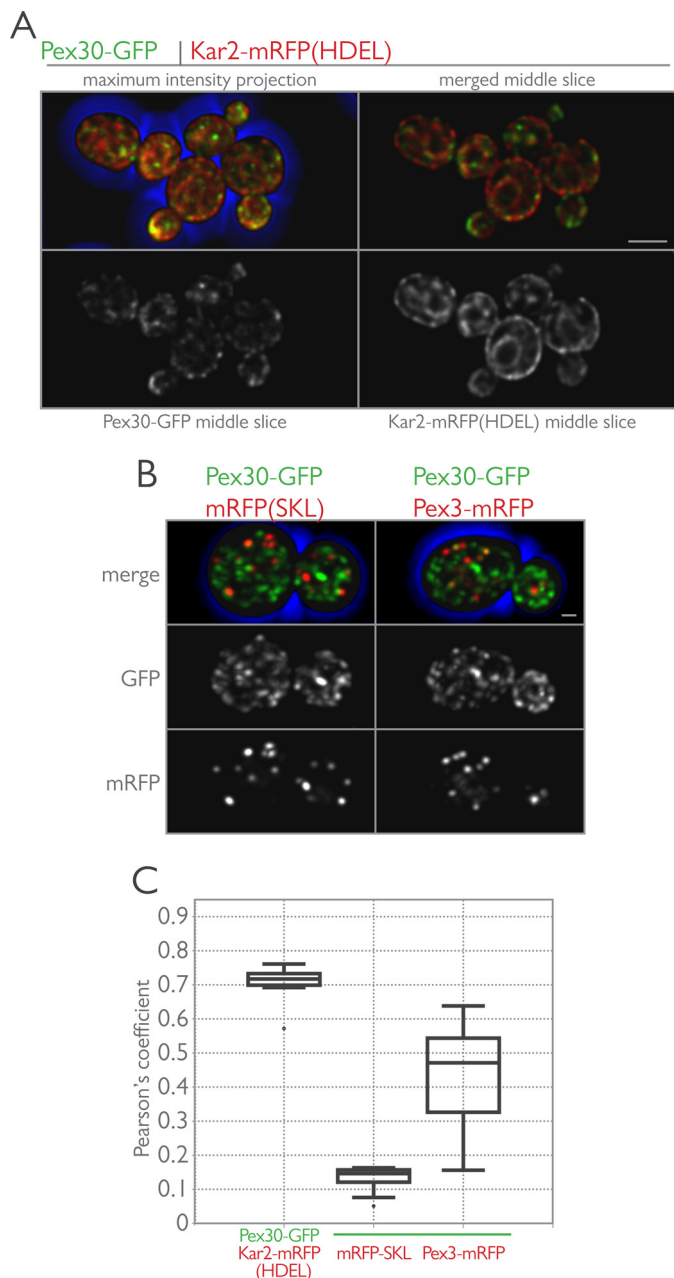 A
Pex30-GFP | Kar2-mRFP(HDEL)
maximum intensity projection
merged middle slice
Pex30-GFP middle slice
Kar2-mRFP(HDEL) middle slice
B
Pex30-GFP
mRFP(SKL)
Pex30-GFP
Pex3-mRFP
merge
GFP
mRFP
C
Pearson's coefficient
0.9
0.8
0.7
0.6
0.5
0.4
0.3
0.2
0.1
0
Pex30-GFP
Kar2-mRFP
(HDEL)
mRFP-SKL
Pex3-mRFP